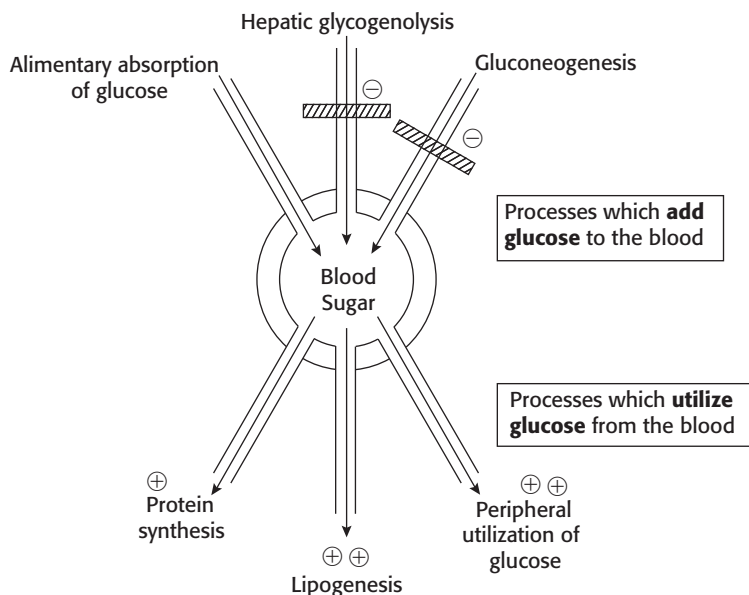 Hepatic glycogenolysis
Alimentary absorption
of glucose
Gluconeogenesis
⊖
⊖
Processes which add
glucose to the blood
Blood
Sugar
Processes which utilize
glucose from the blood
⊕
Protein
synthesis
⊕ ⊕
Peripheral
utilization of
glucose
⊕ ⊕
Lipogenesis